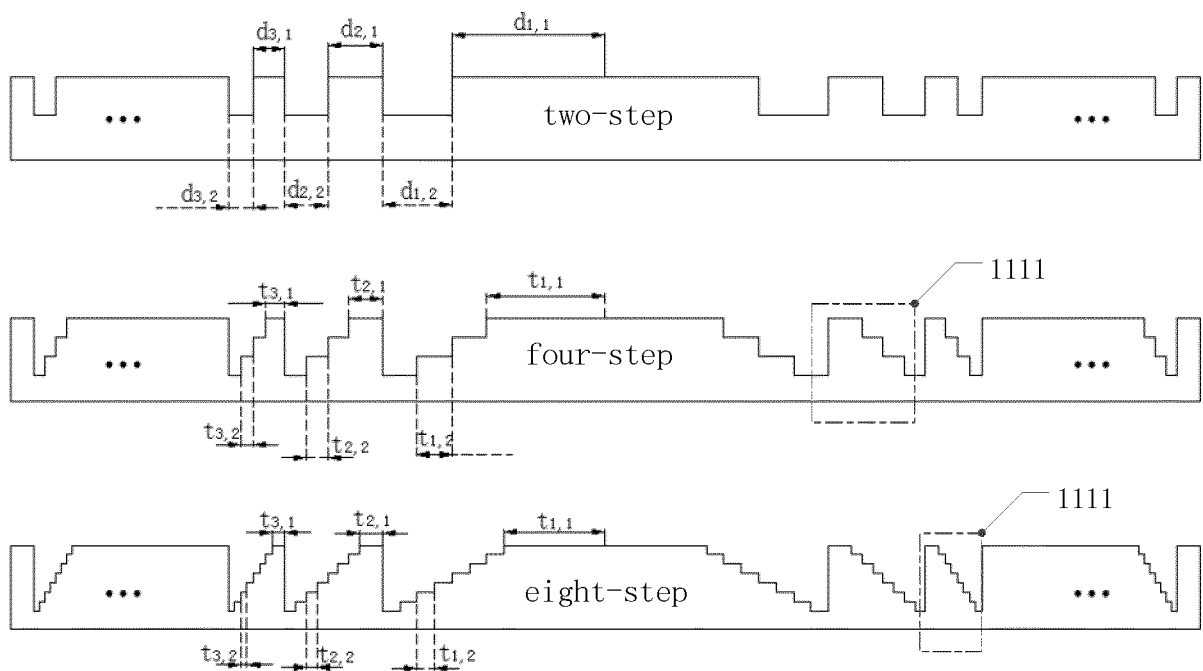 d3,1
d2,1
d1,1
two-step
d3,2
d2,2
d1,2
1111
t3,1
t2,1
t1,1
four-step
t3,2
t2,2
t1,2
1111
t3,1
t2,1
t1,1
eight-step
t3,2
t2,2
t1,2